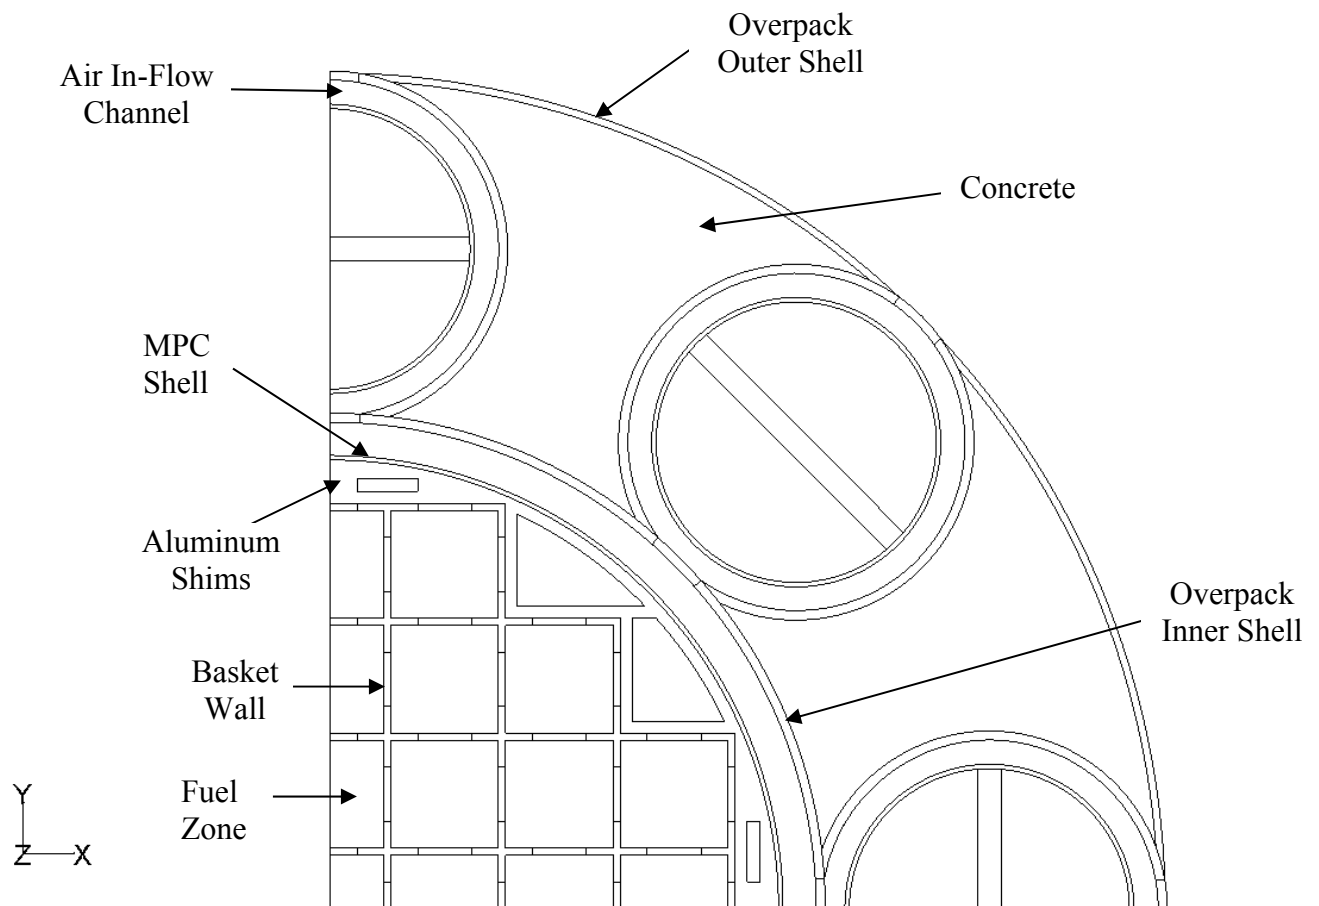 Overpack
Outer Shell
Air In-Flow
Channel
Concrete
MPC
Shell
Aluminum
Shims
Overpack
Inner Shell
Basket
Wall
Fuel
Zone
Y
Z
X